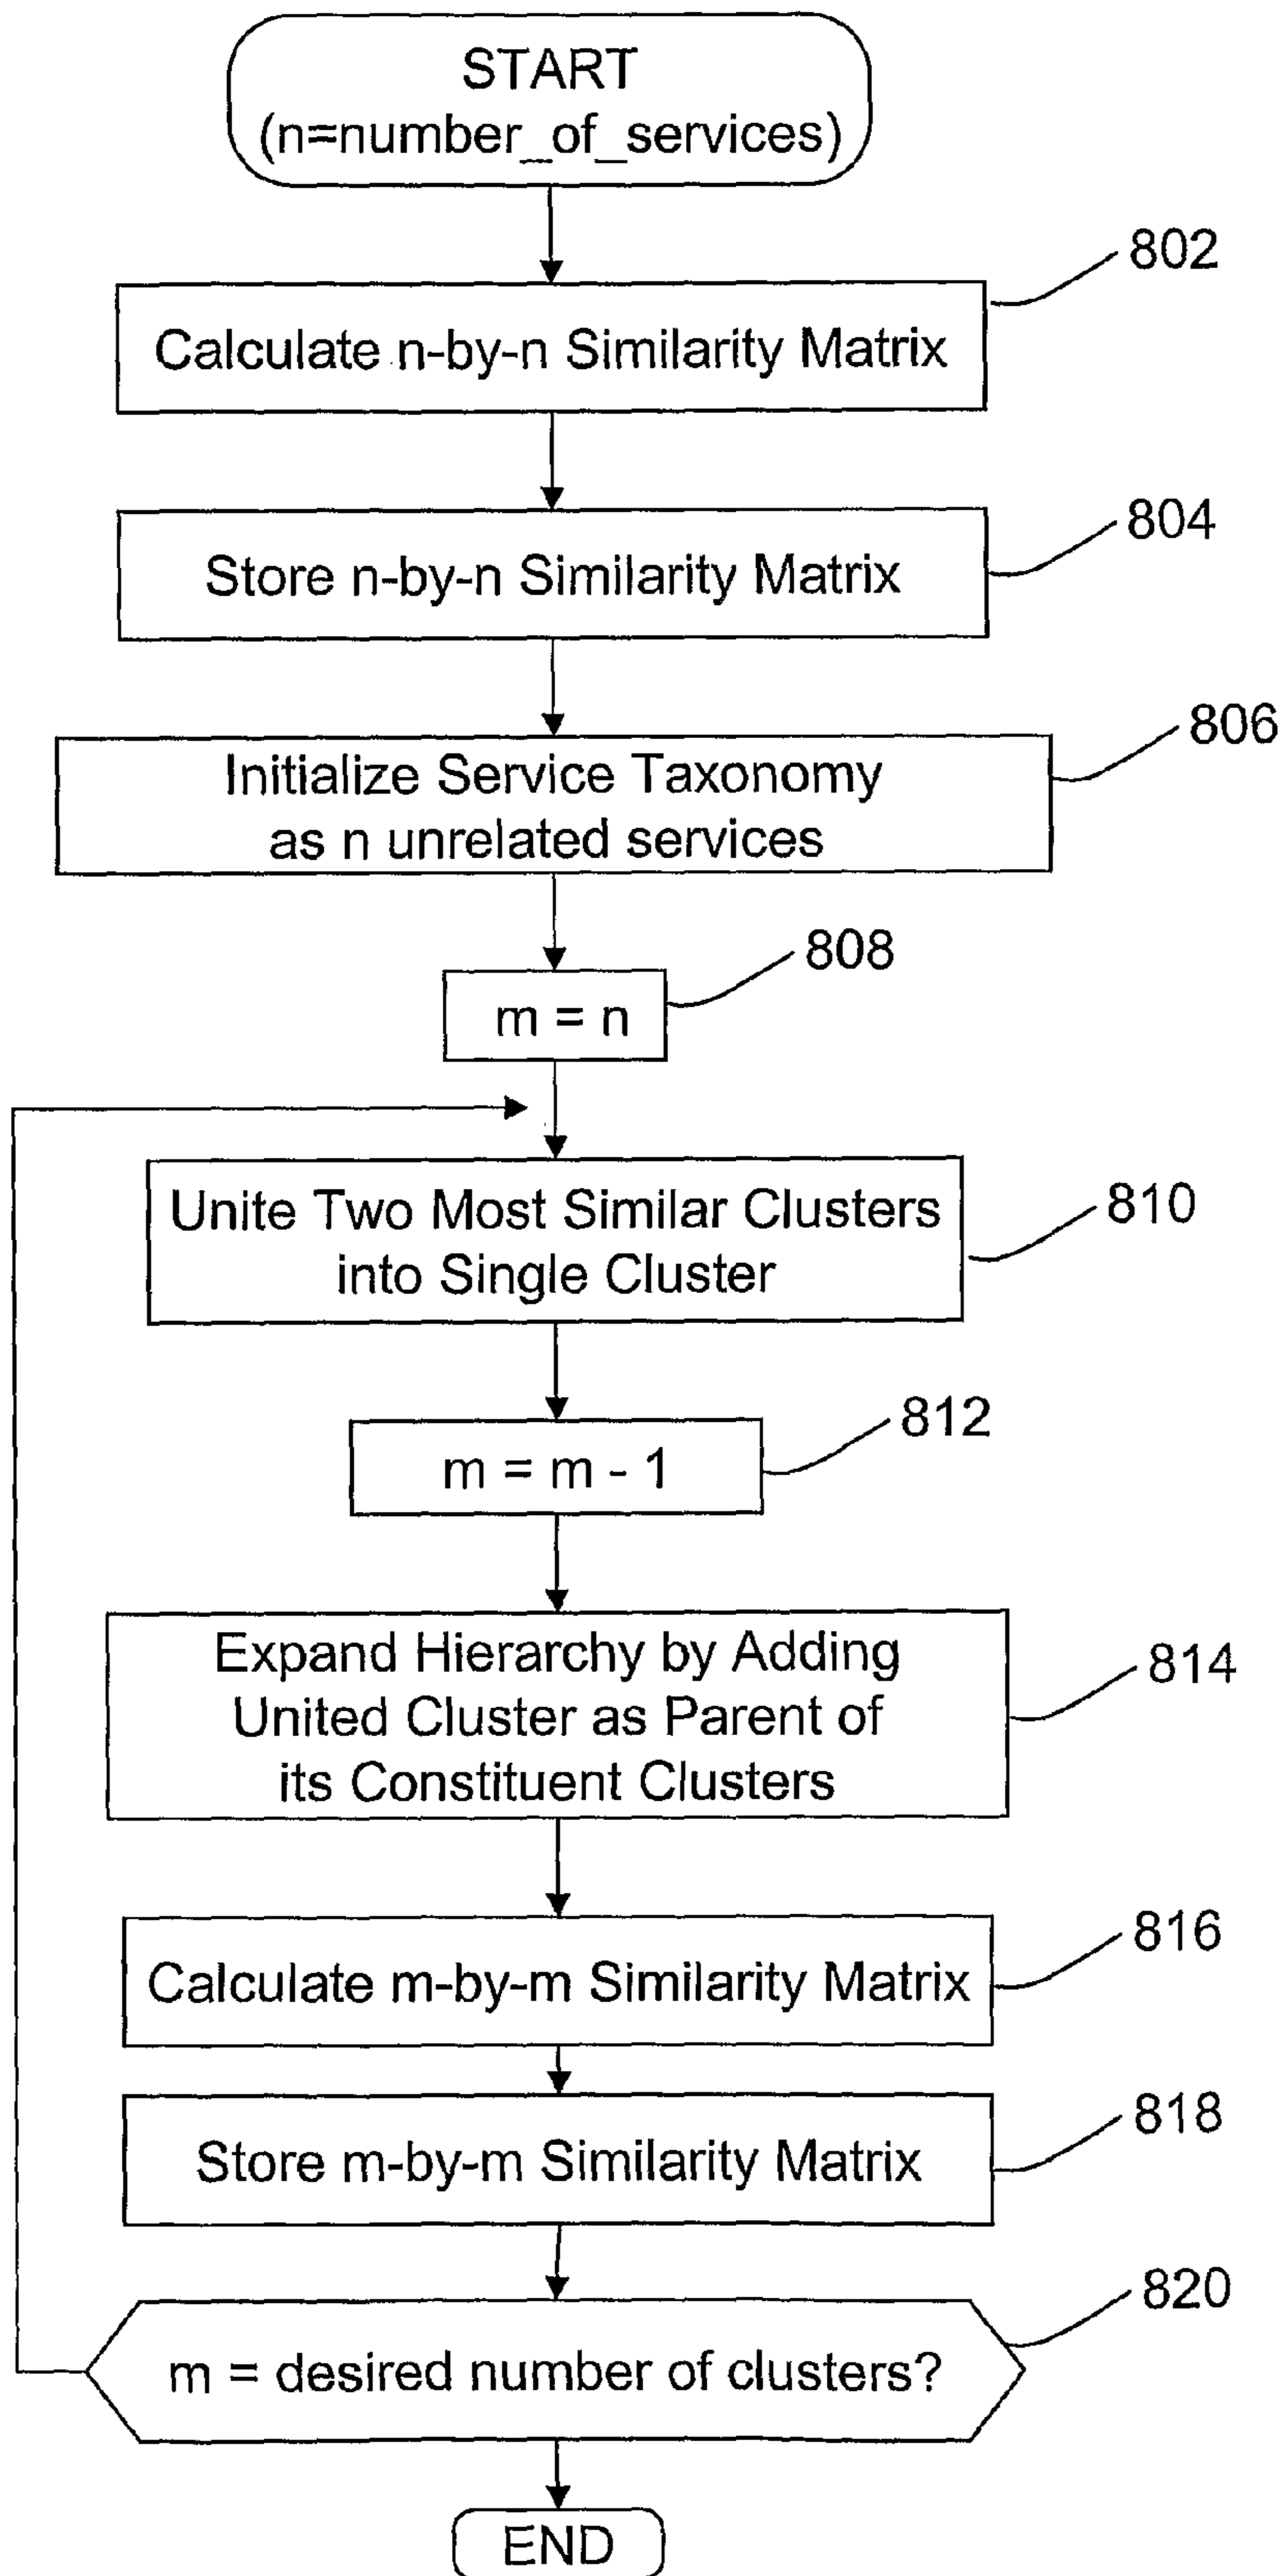 START
(n=number_of_services)
802
Calculate n-by-n Similarity Matrix
804
Store n-by-n Similarity Matrix
806
Initialize Service Taxonomy
as n unrelated services
808
m = n
810
Unite Two Most Similar Clusters
into Single Cluster
812
m = m - 1
814
Expand Hierarchy by Adding
United Cluster as Parent of
its Constituent Clusters
816
Calculate m-by-m Similarity Matrix
818
Store m-by-m Similarity Matrix
820
m = desired number of clusters?
END